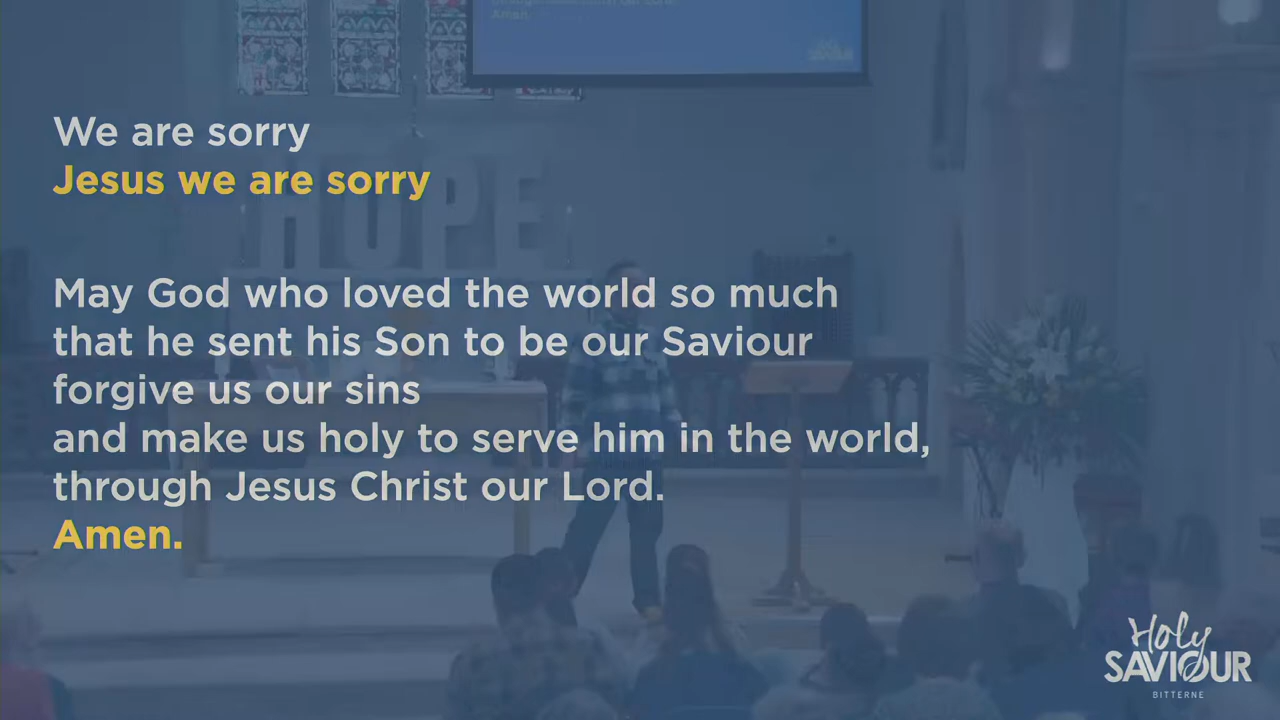 Amen.
We are sorry
Jesus we are sorry
HOPE
May God who loved the world so much
that he sent his Son to be our Saviour
forgive us our sins
and make us holy to serve him in the world,
through Jesus Christ our Lord.
Amen.
Holy
SAVIOUR
BITTERNE